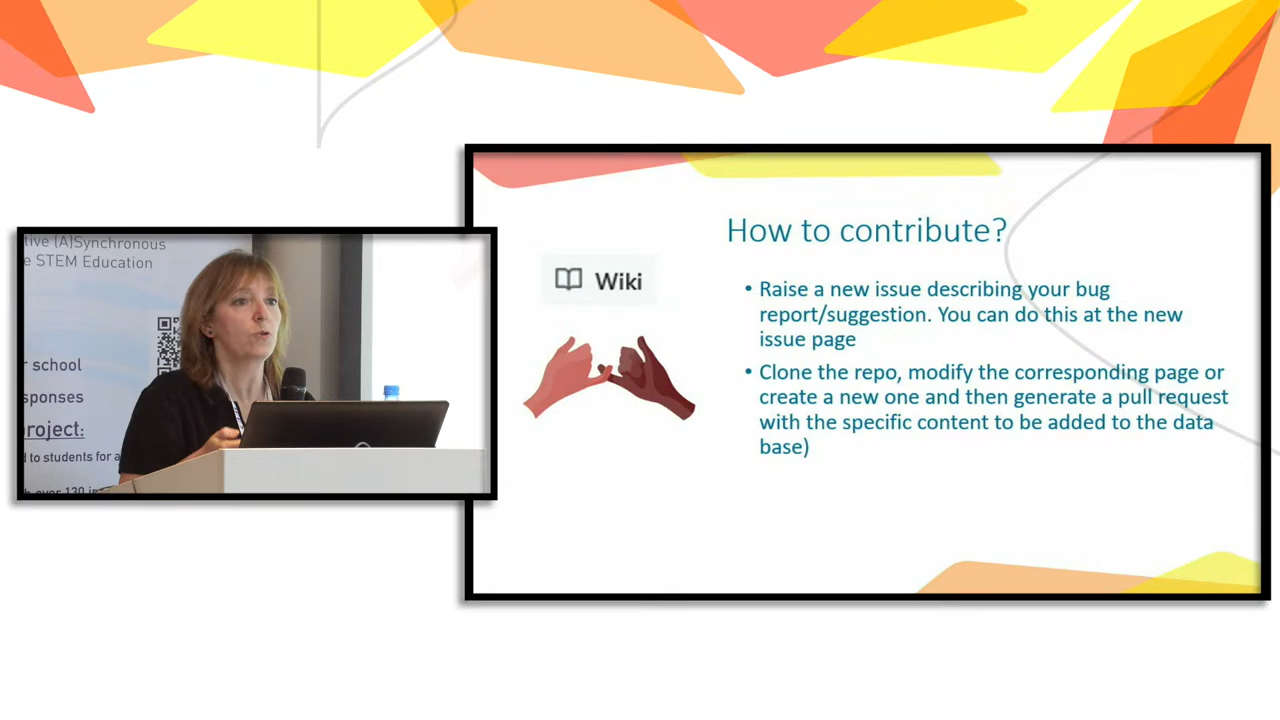 tive (A)Synchronous
e STEM Education
r school
sponses
roject:
d to students for a
over 130 in
How to contribute?
Wiki
• Raise a new issue describing your bug
report/suggestion. You can do this at the new
issue page
• Clone the repo, modify the corresponding page or
create a new one and then generate a pull request
with the specific content to be added to the data
base)